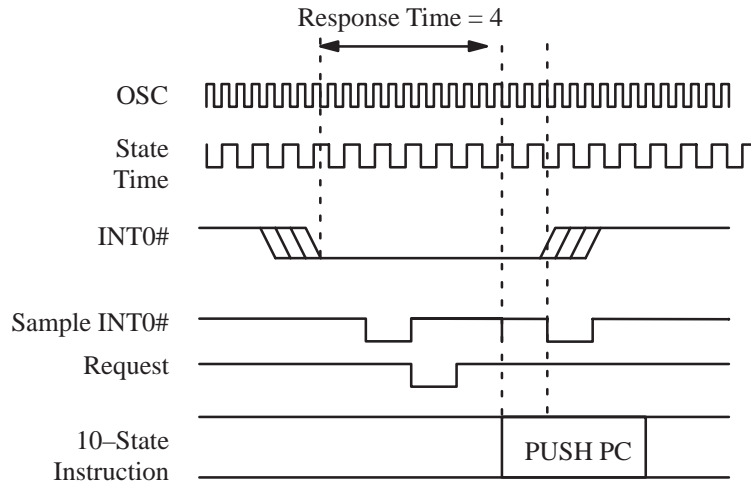 Response Time = 4
OSC
State
Time
INT0#
Sample INT0#
Request
10–State
Instruction
PUSH PC